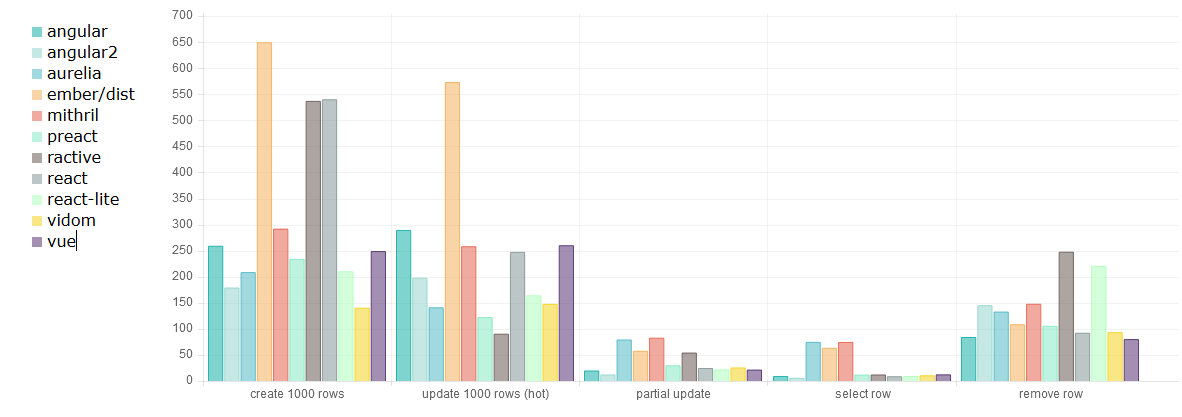 angular
angular2
aurelia
ember/dist
mithril
preact
ractive
react
react-lite
vidom
vue
700
650
600
550
500
450
400
350
300
250
200
150
100
50
0
create 1000 rows
update 1000 rows (hot)
partial update
select row
remove row